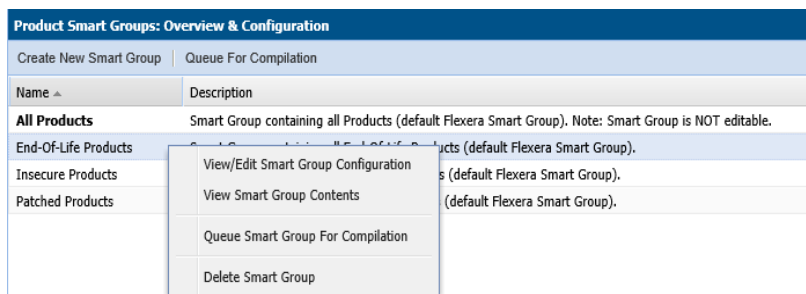 Product Smart Groups: Overview & Configuration
Create New Smart Group Queue For Compilation
Name Description
All Products Smart Group containing all Products (default Flexera Smart Group). Note: Smart Group is NOT editable.
End-Of-Life Products (default Flexera Smart Group).
View/Edit Smart Group Configuration
Insecure Products (default Flexera Smart Group).
View Smart Group Contents
Patched Products (default Flexera Smart Group).
Queue Smart Group For Compilation
Delete Smart Group